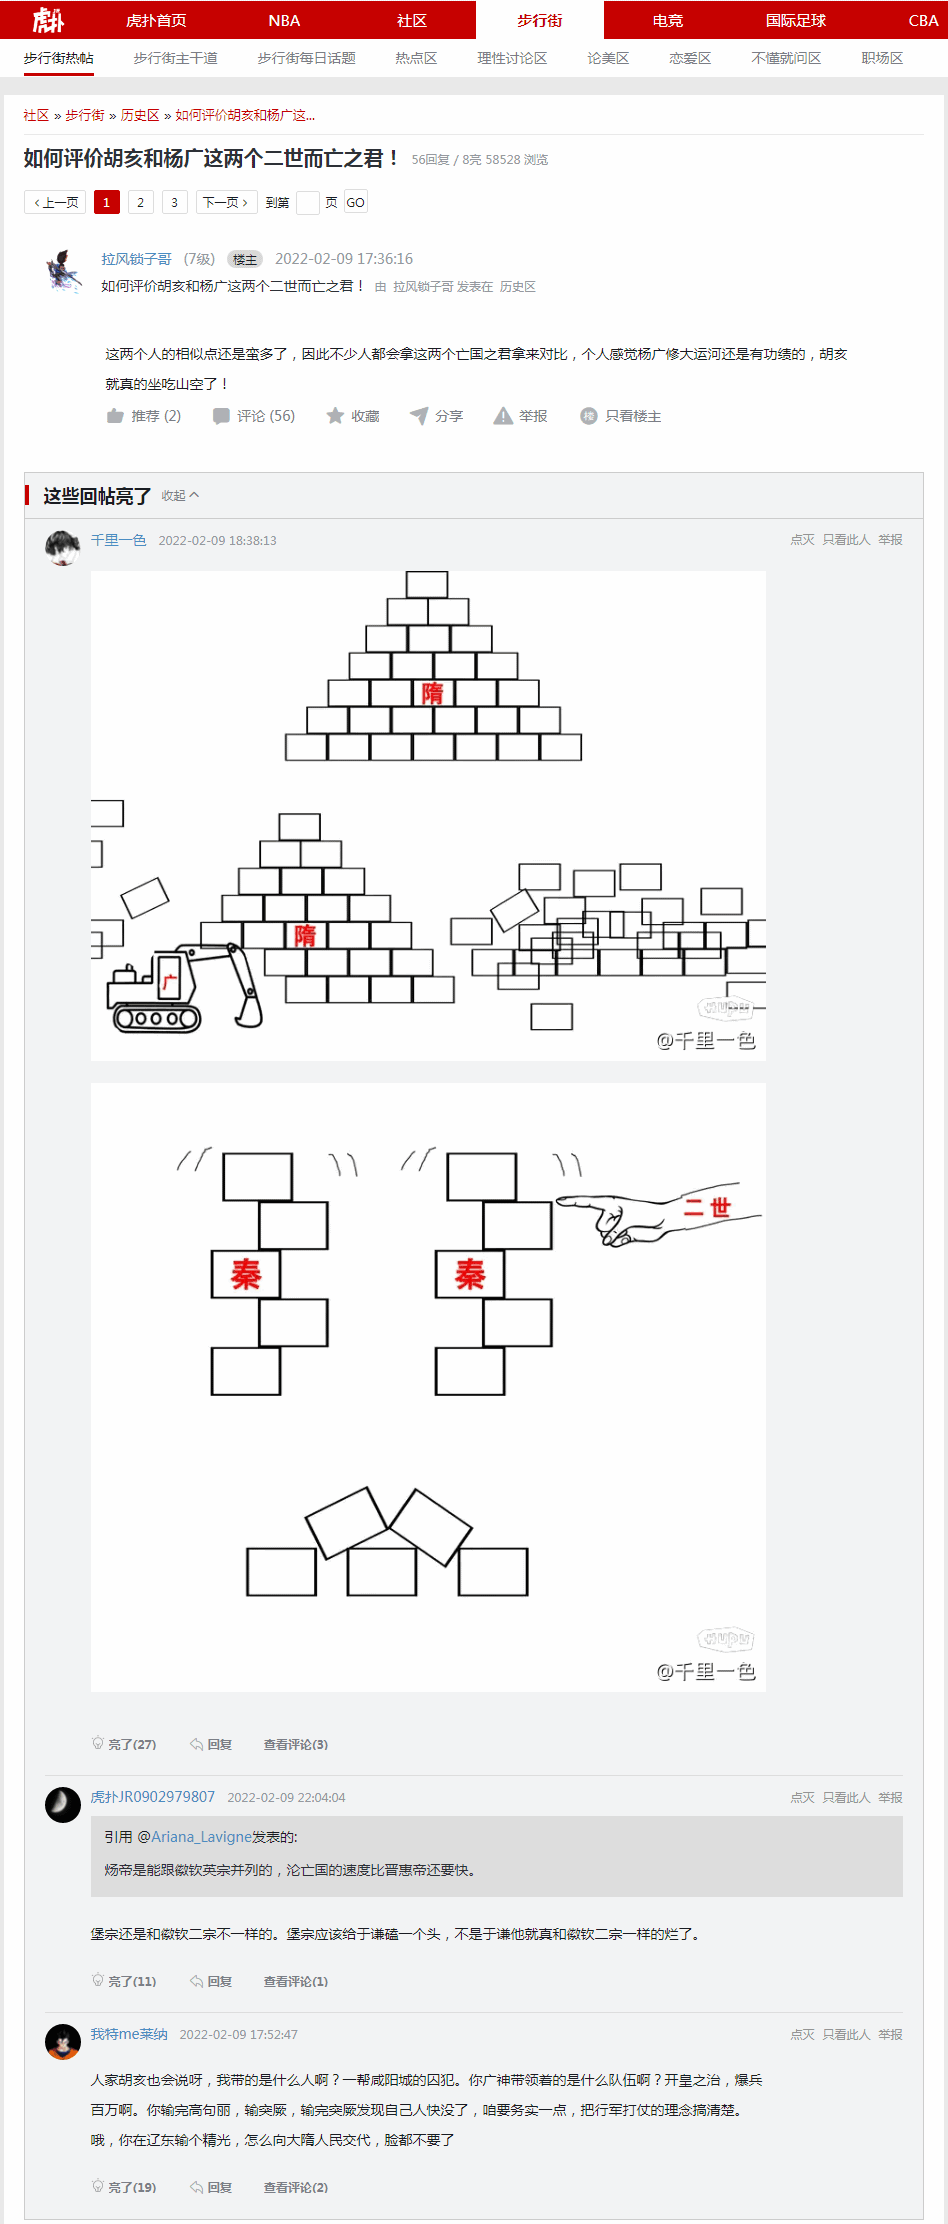 虎扑 虎扑首页 NBA 社区 步行街 电竞 国际足球 CBA
步行街热帖 步行街主干道 步行街每日话题 热点区 理性讨论区 论美区 恋爱区 不懂就问区 职场区
社区 » 步行街 » 历史区 » 如何评价胡亥和杨广这...
如何评价胡亥和杨广这两个二世而亡之君！ 56回复 / 8亮 58528 浏览
上一页 1 2 3 下一页 到第 页 GO
拉风锁子哥 (7级) 楼主 2022-02-09 17:36:16
如何评价胡亥和杨广这两个二世而亡之君！ 由 拉风锁子哥 发表在 历史区
这两个人的相似点还是蛮多了，因此不少人都会拿这两个亡国之君拿来对比，个人感觉杨广修大运河还是有功绩的，胡亥
就真的坐吃山空了！
推荐 (2) 评论 (56) 收藏 分享 举报 楼 只看楼主
这些回帖亮了 收起
千里一色 2022-02-09 18:38:13 点灭 只看此人 举报
隋
隋
广
hupu
@千里一色
二世
秦 秦
hupu
@千里一色
亮了(27) 回复 查看评论(3)
虎扑JR0902979807 2022-02-09 22:04:04 点灭 只看此人 举报
引用 @Ariana_Lavigne发表的:
炀帝是能跟徽钦英宗并列的，沦亡国的速度比晋惠帝还要快。
堡宗还是和徽钦二宗不一样的。堡宗应该给于谦磕一个头，不是于谦他就真和徽钦二宗一样的烂了。
亮了(11) 回复 查看评论(1)
我特me莱纳 2022-02-09 17:52:47 点灭 只看此人 举报
人家胡亥也会说呀，我带的是什么人啊？一帮咸阳城的囚犯。你广神带领着的是什么队伍啊？开皇之治，爆兵
百万啊。你输完高句丽，输突厥，输完突厥发现自己人快没了，咱要务实一点，把行军打仗的理念搞清楚。
哦，你在辽东输个精光，怎么向大隋人民交代，脸都不要了
亮了(19) 回复 查看评论(2)